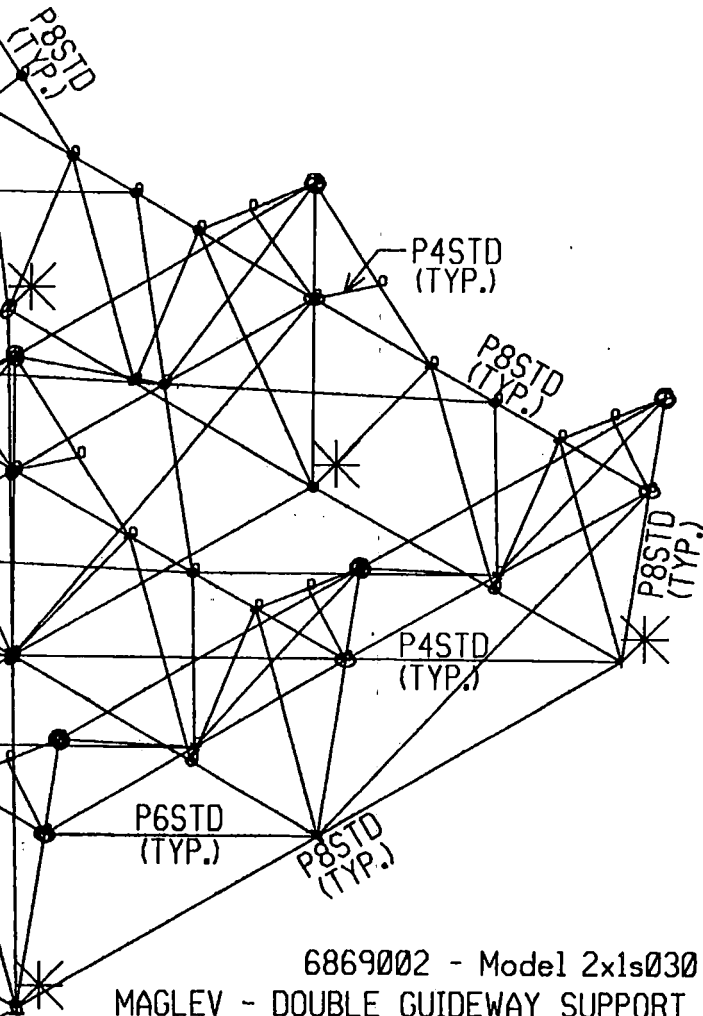 P8STD
(TYP.)
P4STD
(TYP.)
P8STD
(TYP.)
P8STD
(TYP.)
P4STD
(TYP.)
P6STD
(TYP.)
P8STD
(TYP.)
6869002 - Model 2x1s030
MAGLEV - DOUBLE GUIDEWAY SUPPORT